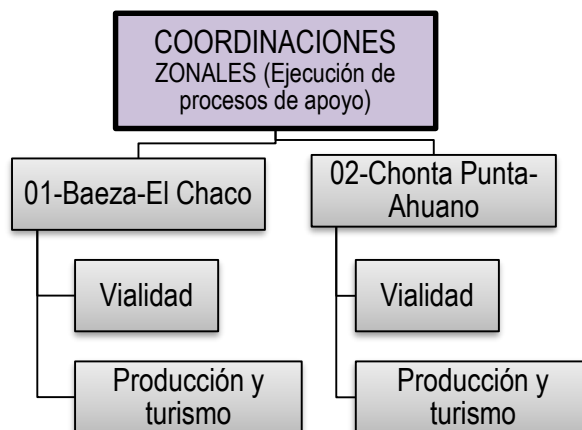 COORDINACIONES
ZONALES (Ejecución de
procesos de apoyo)
01-Baeza-El Chaco
02-Chonta Punta-
Ahuano
Vialidad
Vialidad
Producción y
turismo
Producción y
turismo